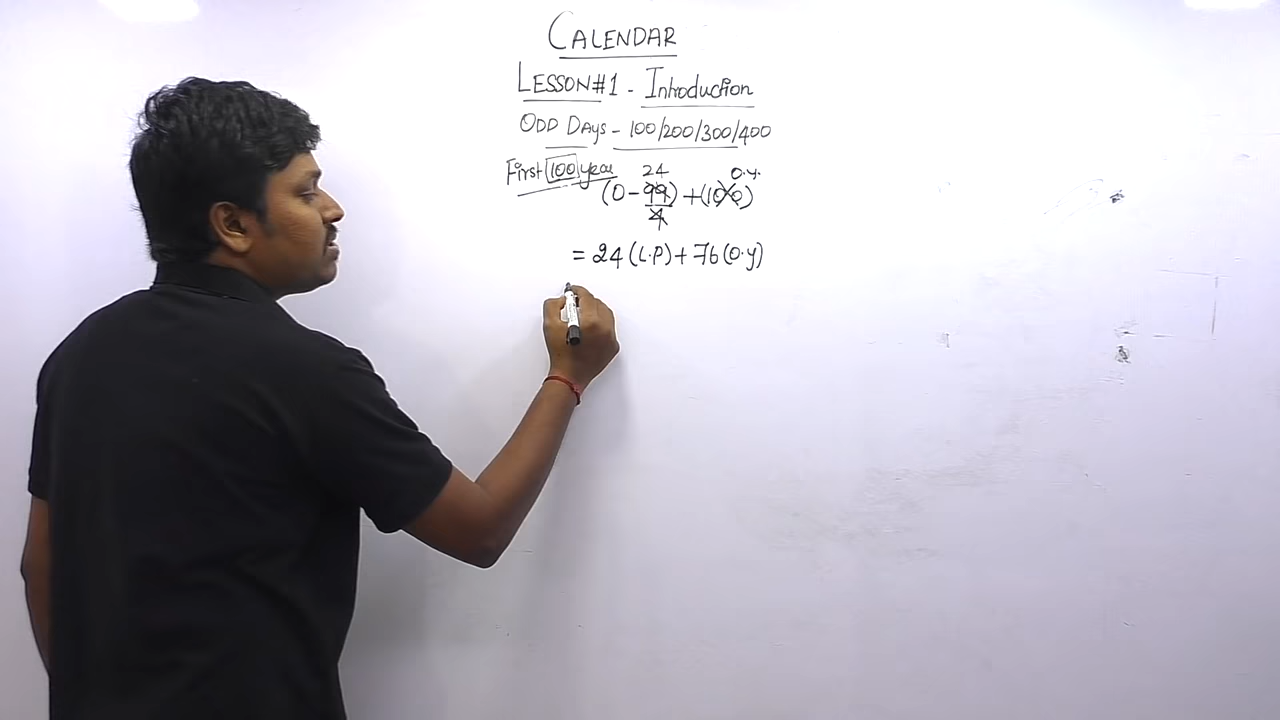 CALENDAR
LESSON#1 - Introduction
ODD DAYS - 100/200/300/400
First 100 year
24 O.Y.
(0 - 99) + (100)
4
= 24 (L.P) + 76 (O.Y)